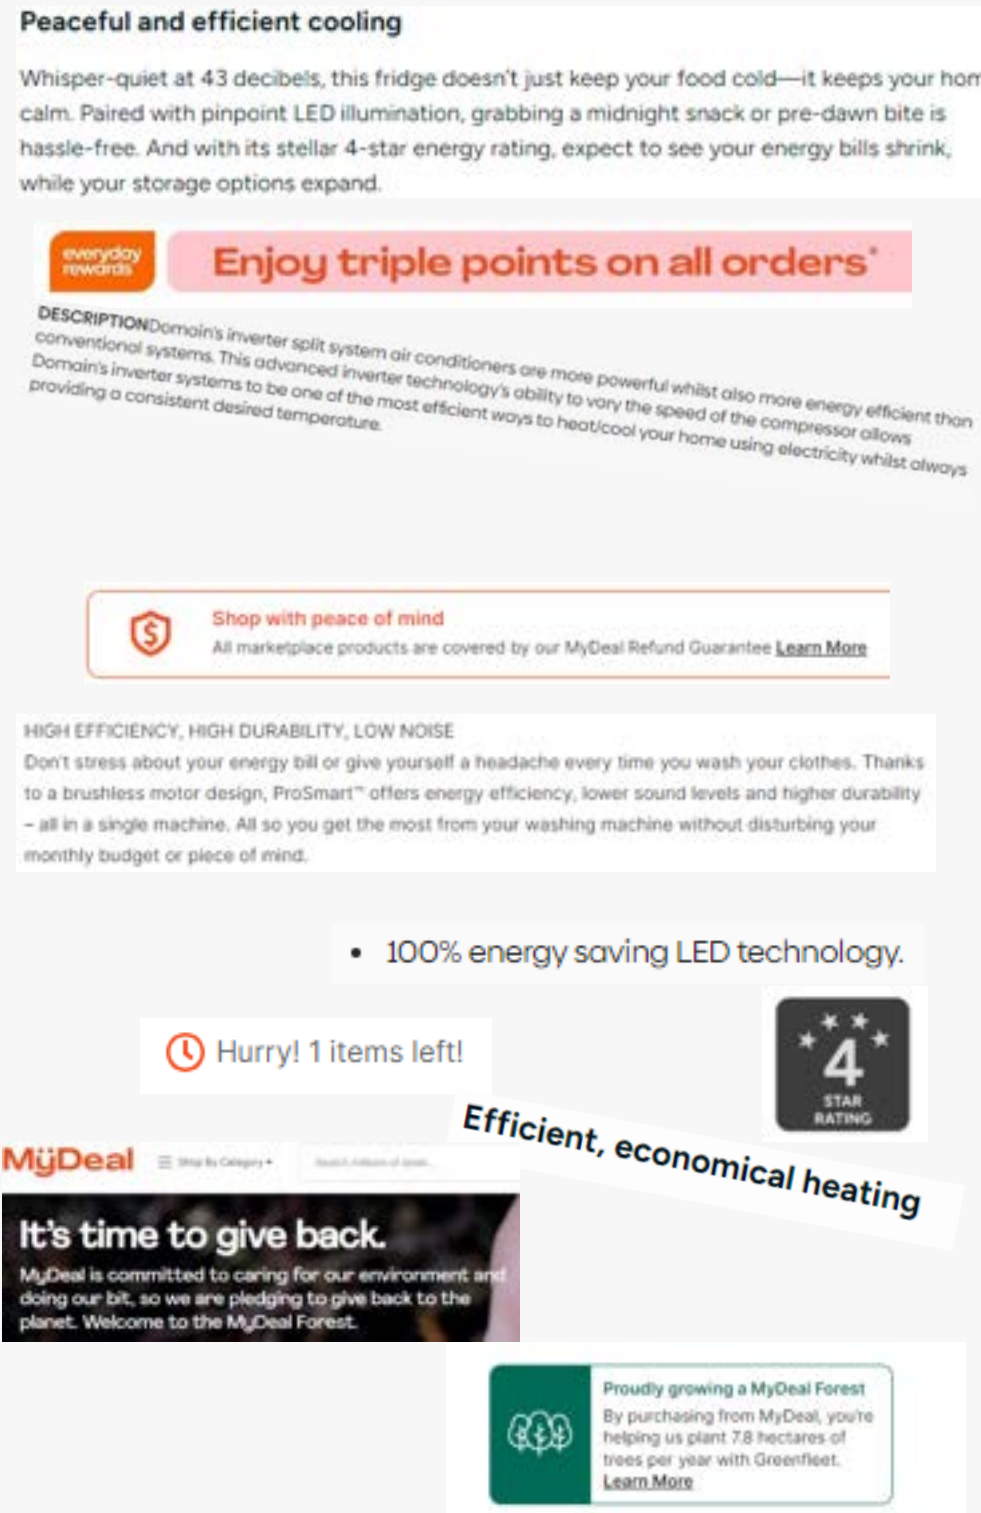 Peaceful and efficient cooling
Whisper-quiet at 43 decibels, this fridge doesn't just keep your food cold—it keeps your hom
calm. Paired with pinpoint LED illumination, grabbing a midnight snack or pre-dawn bite is
hassle-free. And with its stellar 4-star energy rating, expect to see your energy bills shrink,
while your storage options expand.
everyday
rewards
Enjoy triple points on all orders*
DESCRIPTIONDomain's inverter split system air conditioners are more powerful whilst also more energy efficient than
conventional systems. This advanced inverter technology's ability to vary the speed of the compressor allows
Domain's inverter systems to be one of the most efficient ways to heat/cool your home using electricity whilst always
providing a consistent desired temperature.
Shop with peace of mind
All marketplace products are covered by our MyDeal Refund Guarantee Learn More
HIGH EFFICIENCY, HIGH DURABILITY, LOW NOISE
Don't stress about your energy bill or give yourself a headache every time you wash your clothes. Thanks
to a brushless motor design, ProSmart™ offers energy efficiency, lower sound levels and higher durability
– all in a single machine. All so you get the most from your washing machine without disturbing your
monthly budget or piece of mind.
• 100% energy saving LED technology.
4
STAR
RATING
Hurry! 1 items left!
Efficient, economical heating
MÿDeal
Shop By Category
Search millions of deals...
It's time to give back.
MyDeal is committed to caring for our environment and
doing our bit, so we are pledging to give back to the
planet. Welcome to the MyDeal Forest.
Proudly growing a MyDeal Forest
By purchasing from MyDeal, you're
helping us plant 7.8 hectares of
trees per year with Greenfleet.
Learn More